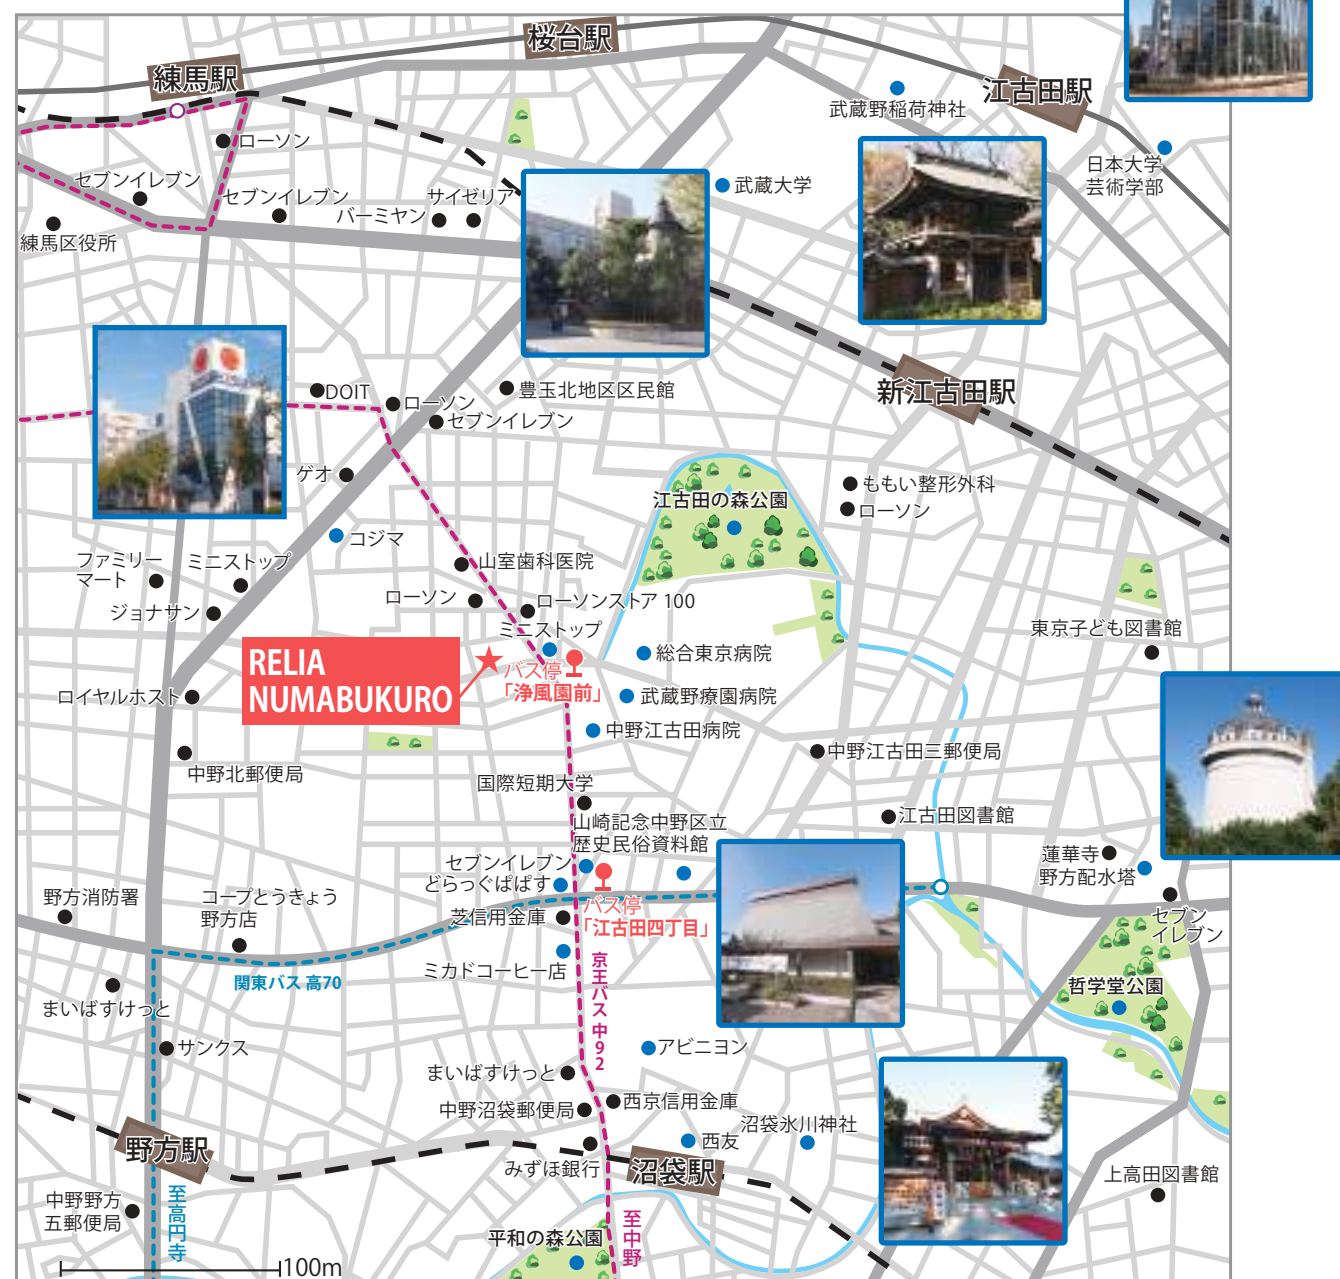 桜台駅
練馬駅
江古田駅
武蔵野稲荷神社
ローソン
日本大学
芸術学部
セブンイレブン
セブンイレブン
サイゼリア
バーミヤン
武蔵大学
練馬区役所
DOIT
ローソン
豊玉北地区区民館
セブンイレブン
新江古田駅
ゲオ
江古田の森公園
ももい整形外科
ローソン
コジマ
ファミリー
マート
ミニストップ
山室歯科医院
ローソン
ローソンストア 100
ジョナサン
ミニストップ
東京子ども図書館
RELIA
NUMABUKURO
バス停
「浄風園前」
総合東京病院
ロイヤルホスト
武蔵野療園病院
中野江古田病院
中野北郵便局
中野江古田三郵便局
国際短期大学
江古田図書館
山崎記念中野区立
歴史民俗資料館
セブンイレブン
どらっぐぱぱす
蓮華寺
野方配水塔
野方消防署
コープとうきょう
野方店
芝信用金庫
バス停
「江古田四丁目」
セブン
イレブン
ミカドコーヒー店
関東バス 高70
京王バス 中92
哲学堂公園
まいばすけっと
サンクス
アビニヨン
まいばすけっと
中野沼袋郵便局
西京信用金庫
沼袋氷川神社
西友
野方駅
みずほ銀行
沼袋駅
上高田図書館
中野野方
五郵便局
至高円寺
至中野
平和の森公園
100m